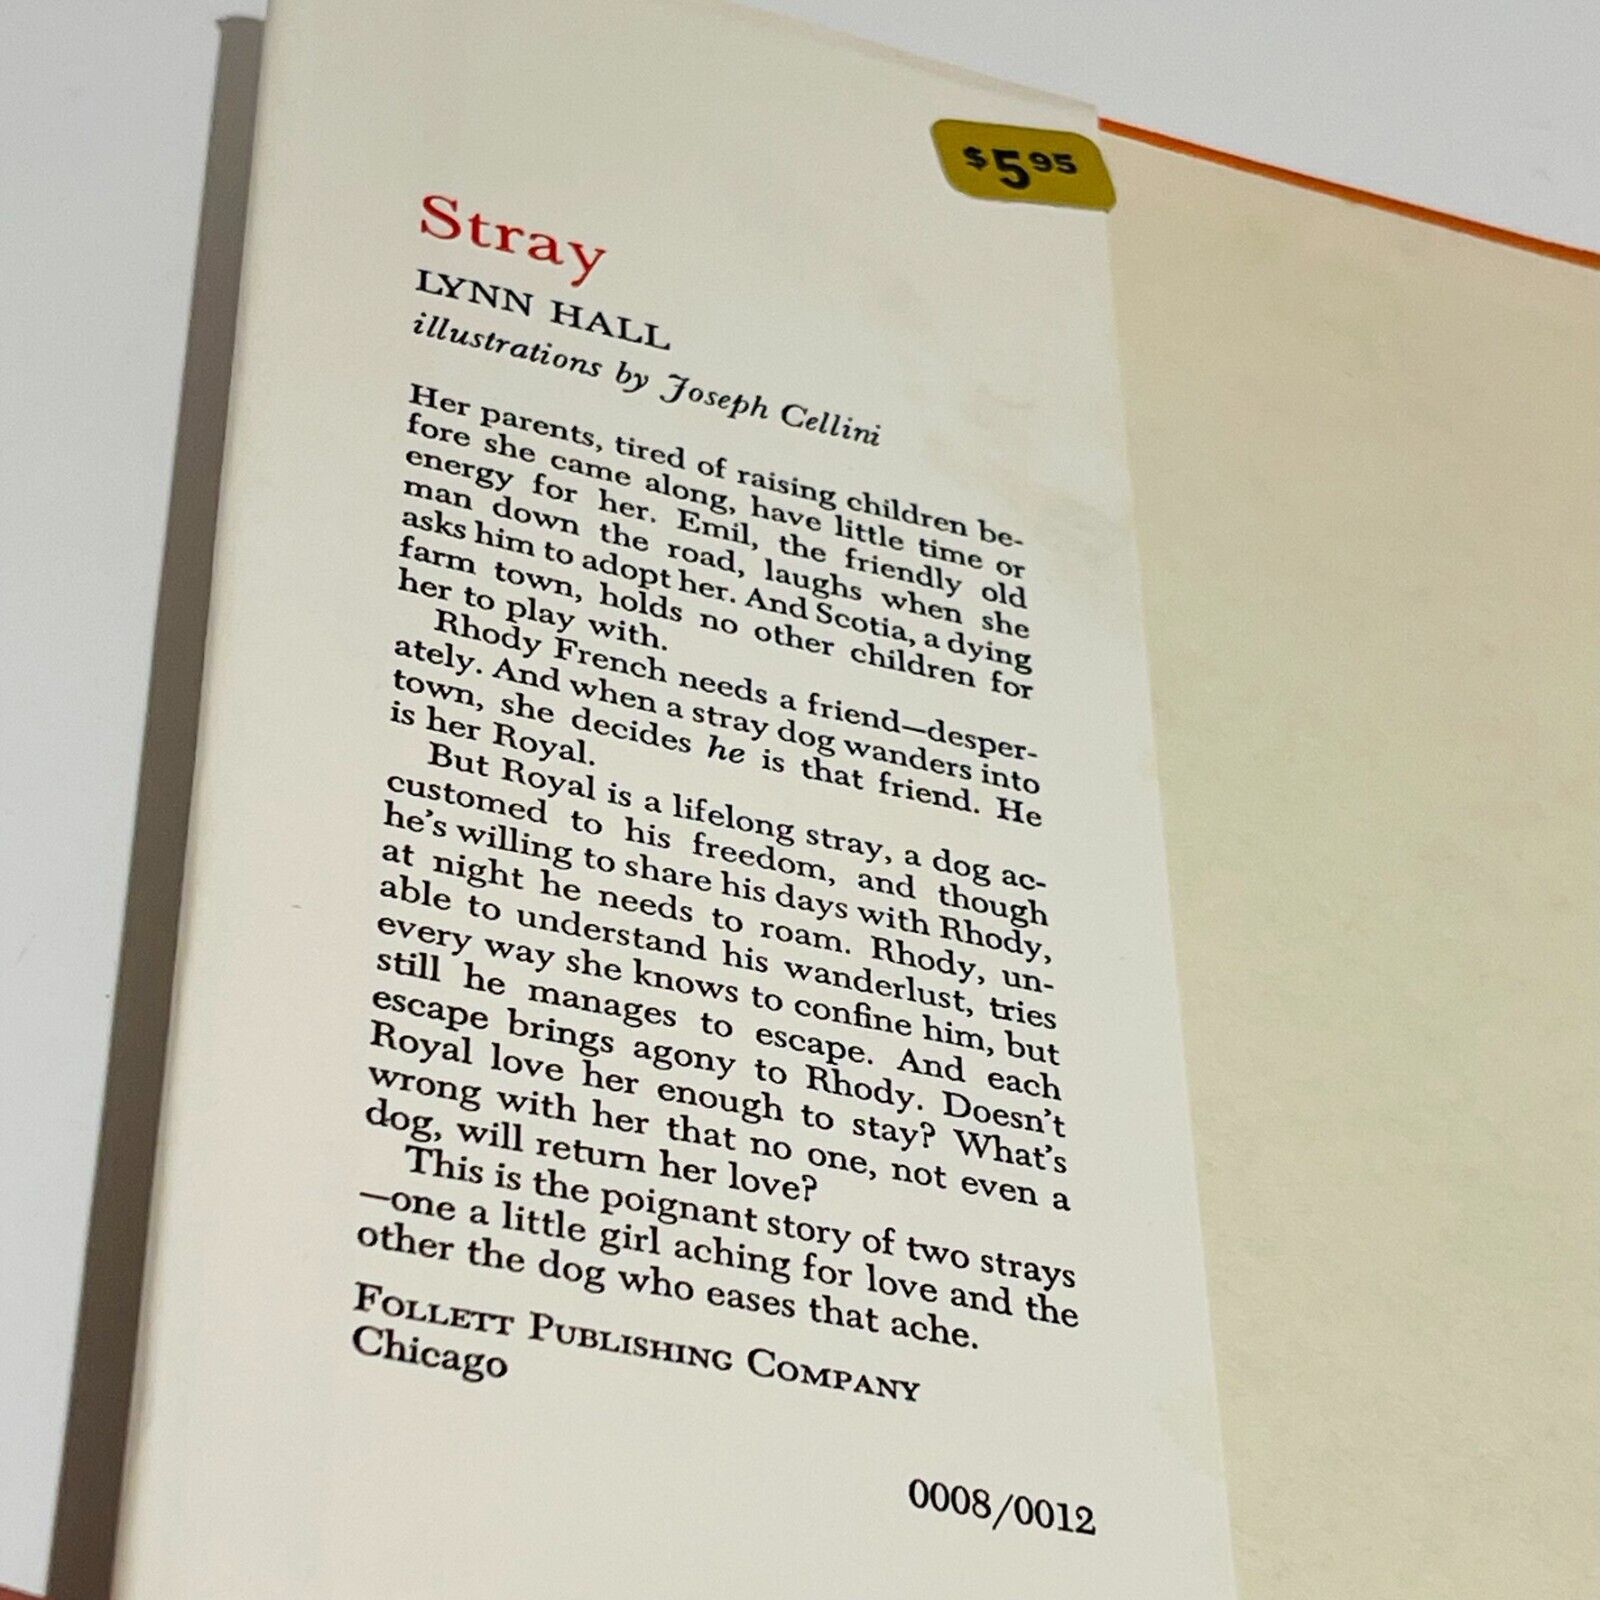 $5.95
Stray
LYNN HALL
illustrations by Joseph Cellini
Her parents, tired of raising children be-
fore she came along, have little time or
energy for her. Emil, the friendly old
man down the road, laughs when she
asks him to adopt her. And Scotia, a dying
farm town, holds no other children for
her to play with.
Rhody French needs a friend—desper-
ately. And when a stray dog wanders into
town, she decides he is that friend. He
is her Royal.
But Royal is a lifelong stray, a dog ac-
customed to his freedom, and though
he's willing to share his days with Rhody,
at night he needs to roam. Rhody, un-
able to understand his wanderlust, tries
every way she knows to confine him, but
still he manages to escape. And each
escape brings agony to Rhody. Doesn't
Royal love her enough to stay? What's
wrong with her that no one, not even a
dog, will return her love?
This is the poignant story of two strays
—one a little girl aching for love and the
other the dog who eases that ache.
FOLLETT PUBLISHING COMPANY
Chicago
0008/0012